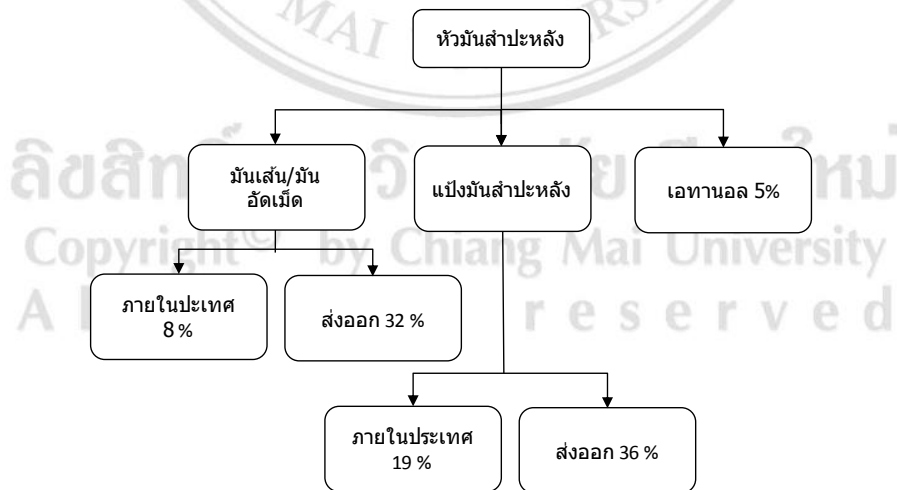 MAI
หัวมันสำปะหลัง
มันเส้น/มัน
อัดเม็ด
แป้งมันสำปะหลัง
เอทานอล 5%
Copyright© by Chiang Mai University
ภายในปะเทศ
8 %
ส่งออก 32 %
reserved
ภายในประเทศ
19 %
ส่งออก 36 %